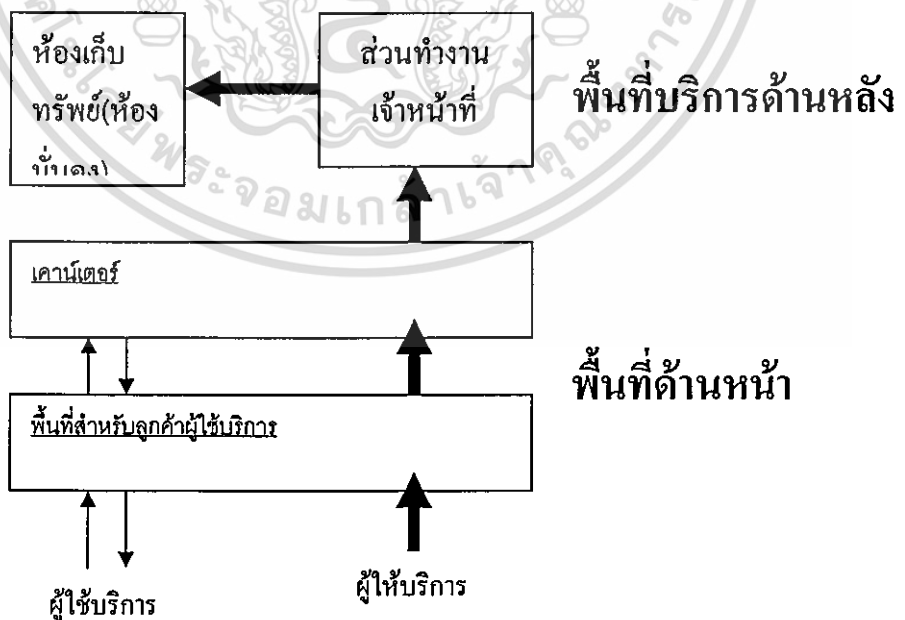 ห้องเก็บ
ทรัพย์(ห้อง
ส่วนทำงาน
เจ้าหน้าที่
พื้นที่บริการด้านหลัง
เคาน์เตอร์
พื้นที่ด้านหน้า
พื้นที่สำหรับลูกค้าผู้ใช้บริการ
ผู้ใช้บริการ
ผู้ให้บริการ